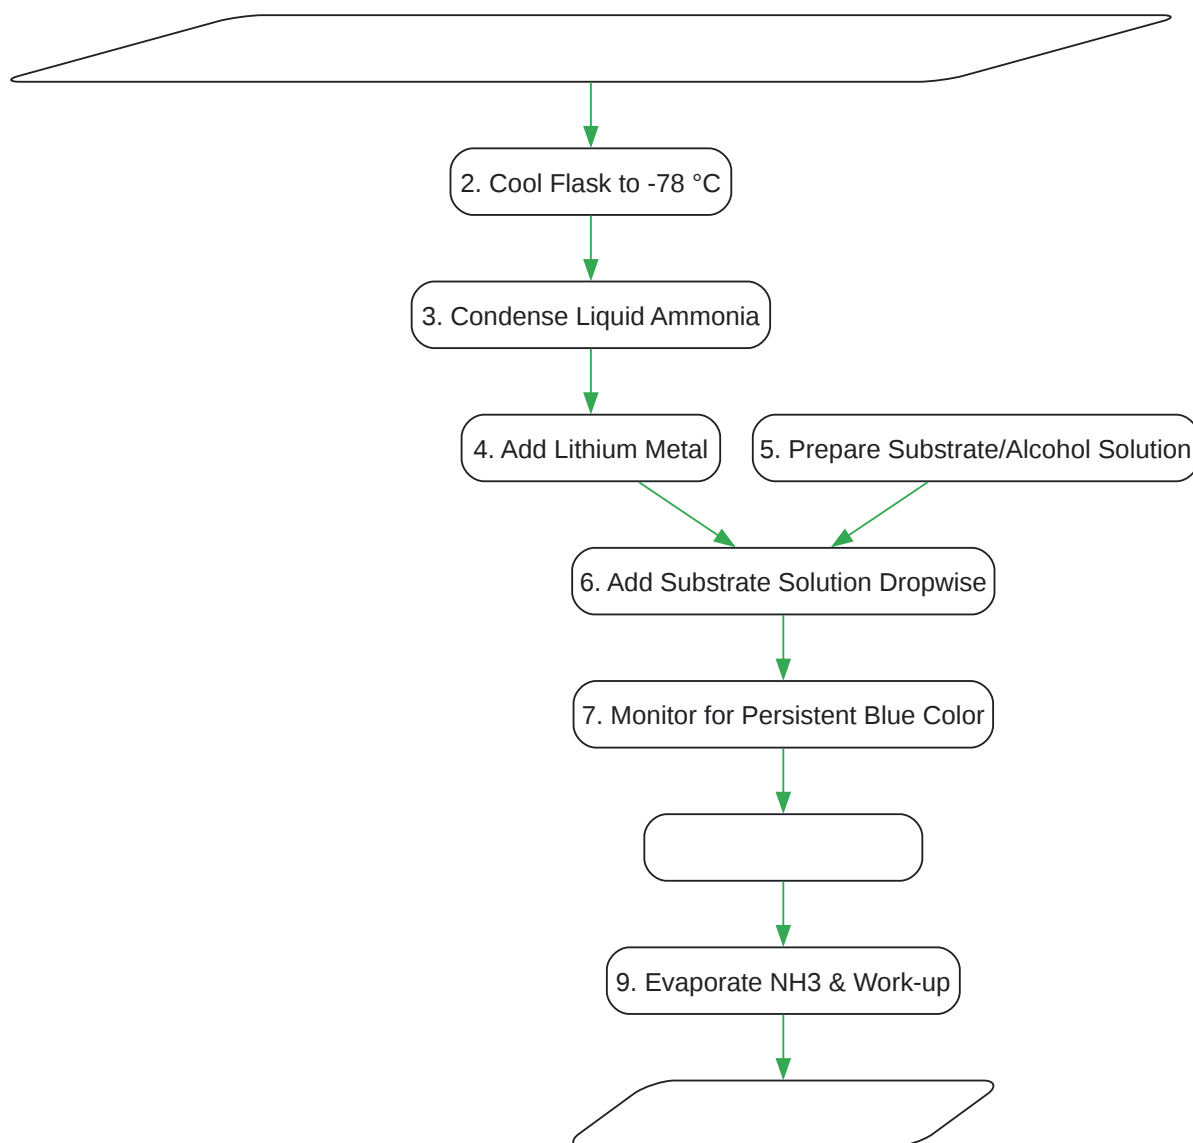 2. Cool Flask to -78 °C
3. Condense Liquid Ammonia
4. Add Lithium Metal
5. Prepare Substrate/Alcohol Solution
6. Add Substrate Solution Dropwise
7. Monitor for Persistent Blue Color
9. Evaporate NH3 & Work-up